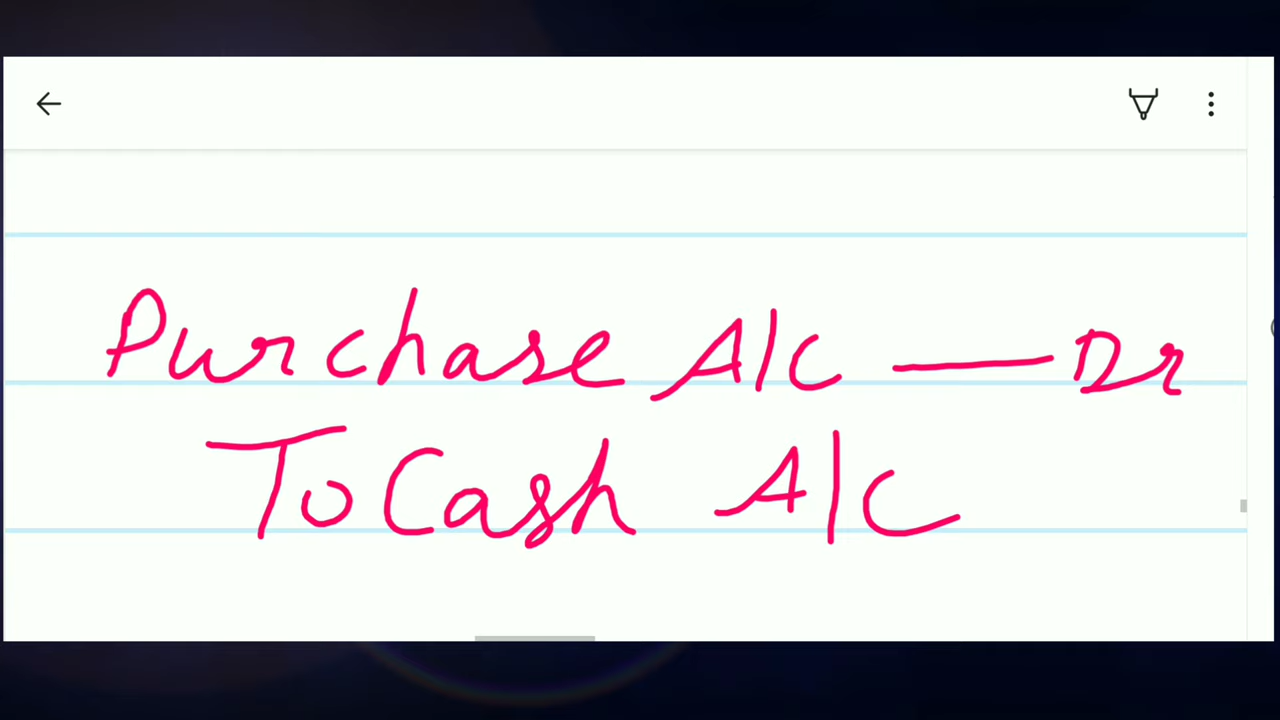 Purchase A/c — Dr
To Cash A/c